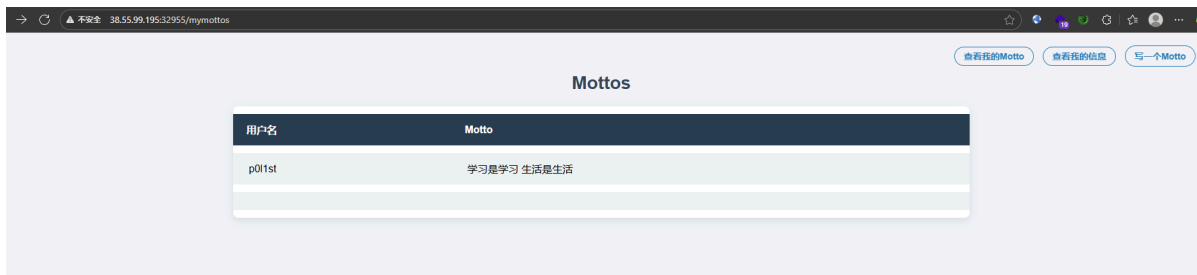 不安全 38.55.99.195:32955/mymottos
19
查看我的Motto 查看我的信息 写一个Motto
Mottos
用户名 Motto
p0l1st 学习是学习 生活是生活